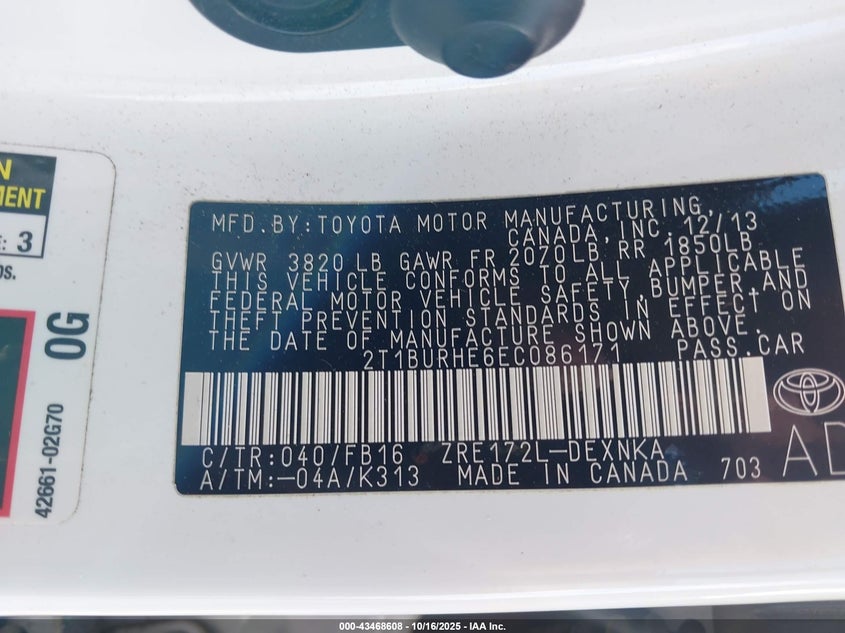 N
MENT
E: 3
OS.
0G
42661-02G70
MFD.BY:TOYOTA MOTOR MANUFACTURING
CANADA,INC. 12/13
GVWR 3820 LB GAWR FR 2070LB RR 1850LB
THIS VEHICLE CONFORMS TO ALL APPLICABLE
FEDERAL MOTOR VEHICLE SAFETY,BUMPER,AND
THEFT PREVENTION STANDARDS IN EFFECT ON
THE DATE OF MANUFACTURE SHOWN ABOVE.
2T1BURHE6EC086171 PASS.CAR
C/TR:040/FB16 ZRE172L-DEXNKA
A/TM:-04A/K313 MADE IN CANADA 703
AD
000-43468608 - 10/16/2025 - IAA Inc.